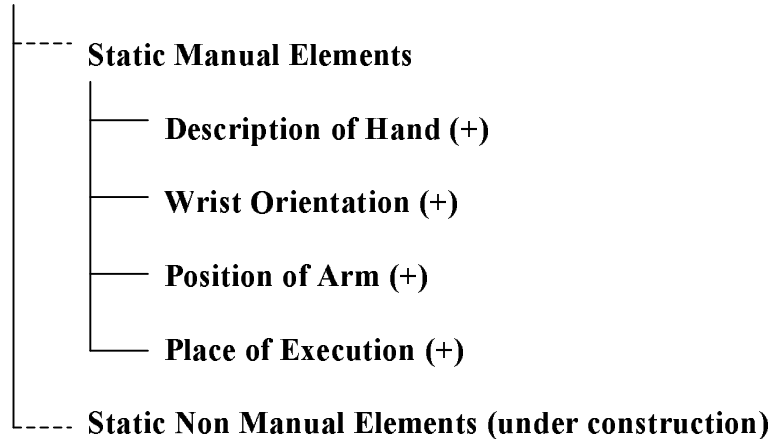 Static Manual Elements
Description of Hand (+)
Wrist Orientation (+)
Position of Arm (+)
Place of Execution (+)
Static Non Manual Elements (under construction)